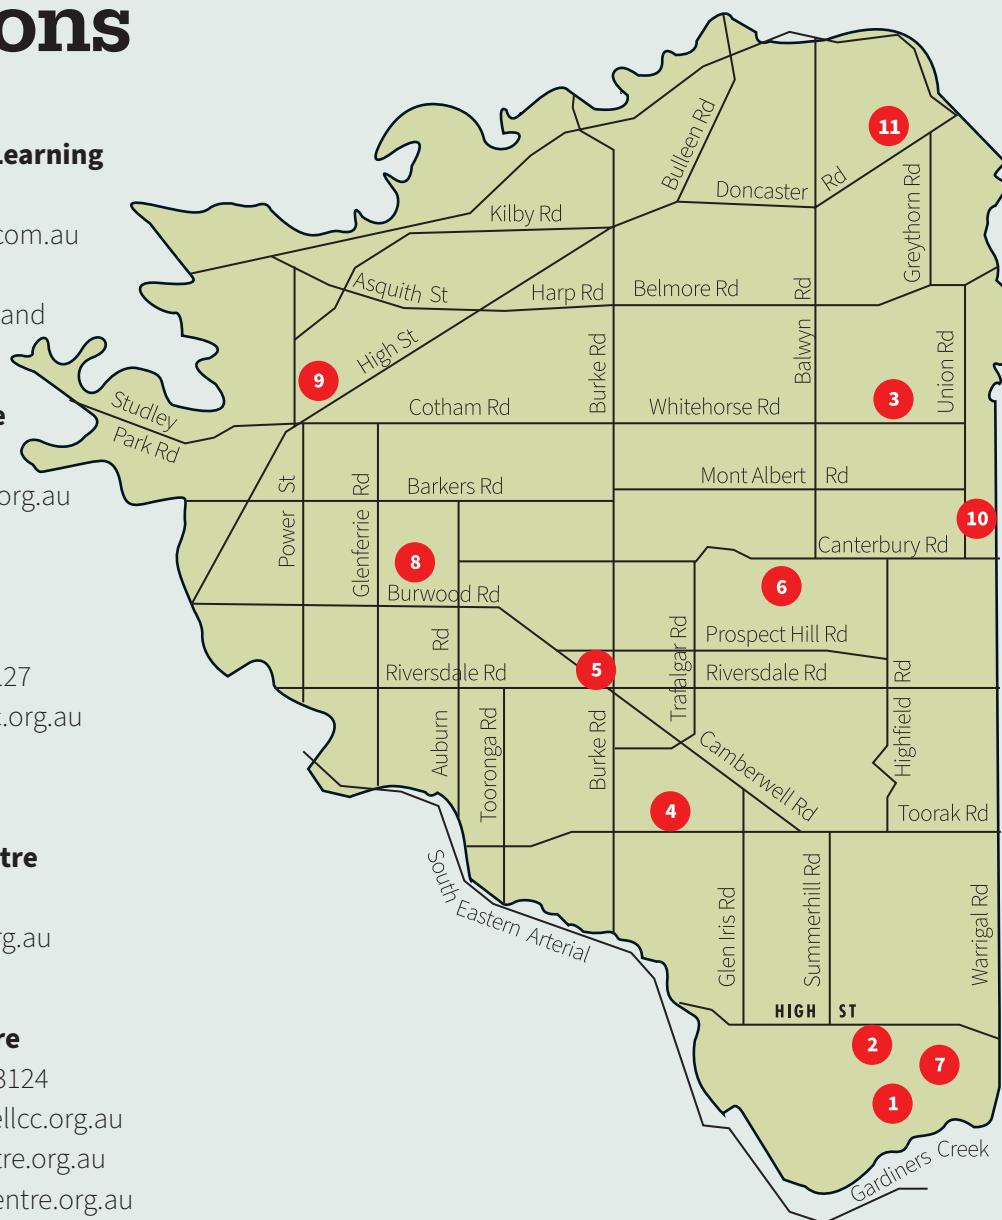 ons
Learning
com.au
and
e
org.au
127
c.org.au
tre
rg.au
re
3124
ellcc.org.au
tre.org.au
entre.org.au
11
Bulleen Rd
Doncaster Rd
Greythorn Rd
Kilby Rd
Asquith St
Harp Rd
Belmore Rd
Balwyn Rd
High St
Burke Rd
Union Rd
9
3
Studley
Park Rd
Cotham Rd
Whitehorse Rd
Mont Albert Rd
Power St
Glenferrie Rd
Barkers Rd
10
Canterbury Rd
8
6
Burwood Rd
Prospect Hill Rd
Trafalgar Rd
5
Riversdale Rd
Riversdale Rd
Highfield Rd
Auburn Rd
Tooronga Rd
Burke Rd
Camberwell Rd
4
Toorak Rd
South Eastern Arterial
Glen Iris Rd
Summerhill Rd
Warrigal Rd
HIGH ST
2
7
1
Gardiners Creek